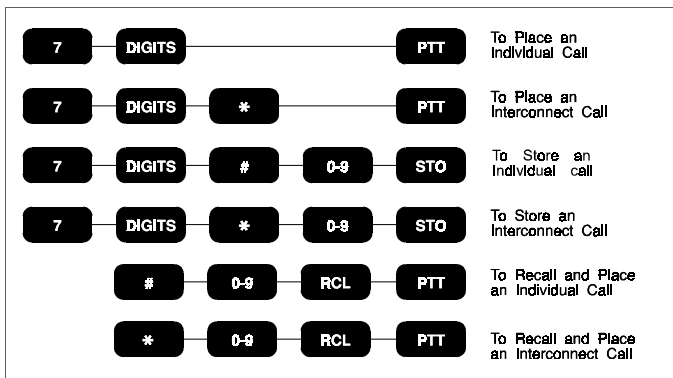 7 DIGITS PTT To Place an
Individual Call
7 DIGITS * PTT To Place an
Interconnect Call
7 DIGITS # 0-9 STO To Store an
Individual call
7 DIGITS * 0-9 STO To Store an
Interconnect Call
# 0-9 RCL PTT To Recall and Place
an Individual Call
* 0-9 RCL PTT To Recall and Place
an Interconnect Call